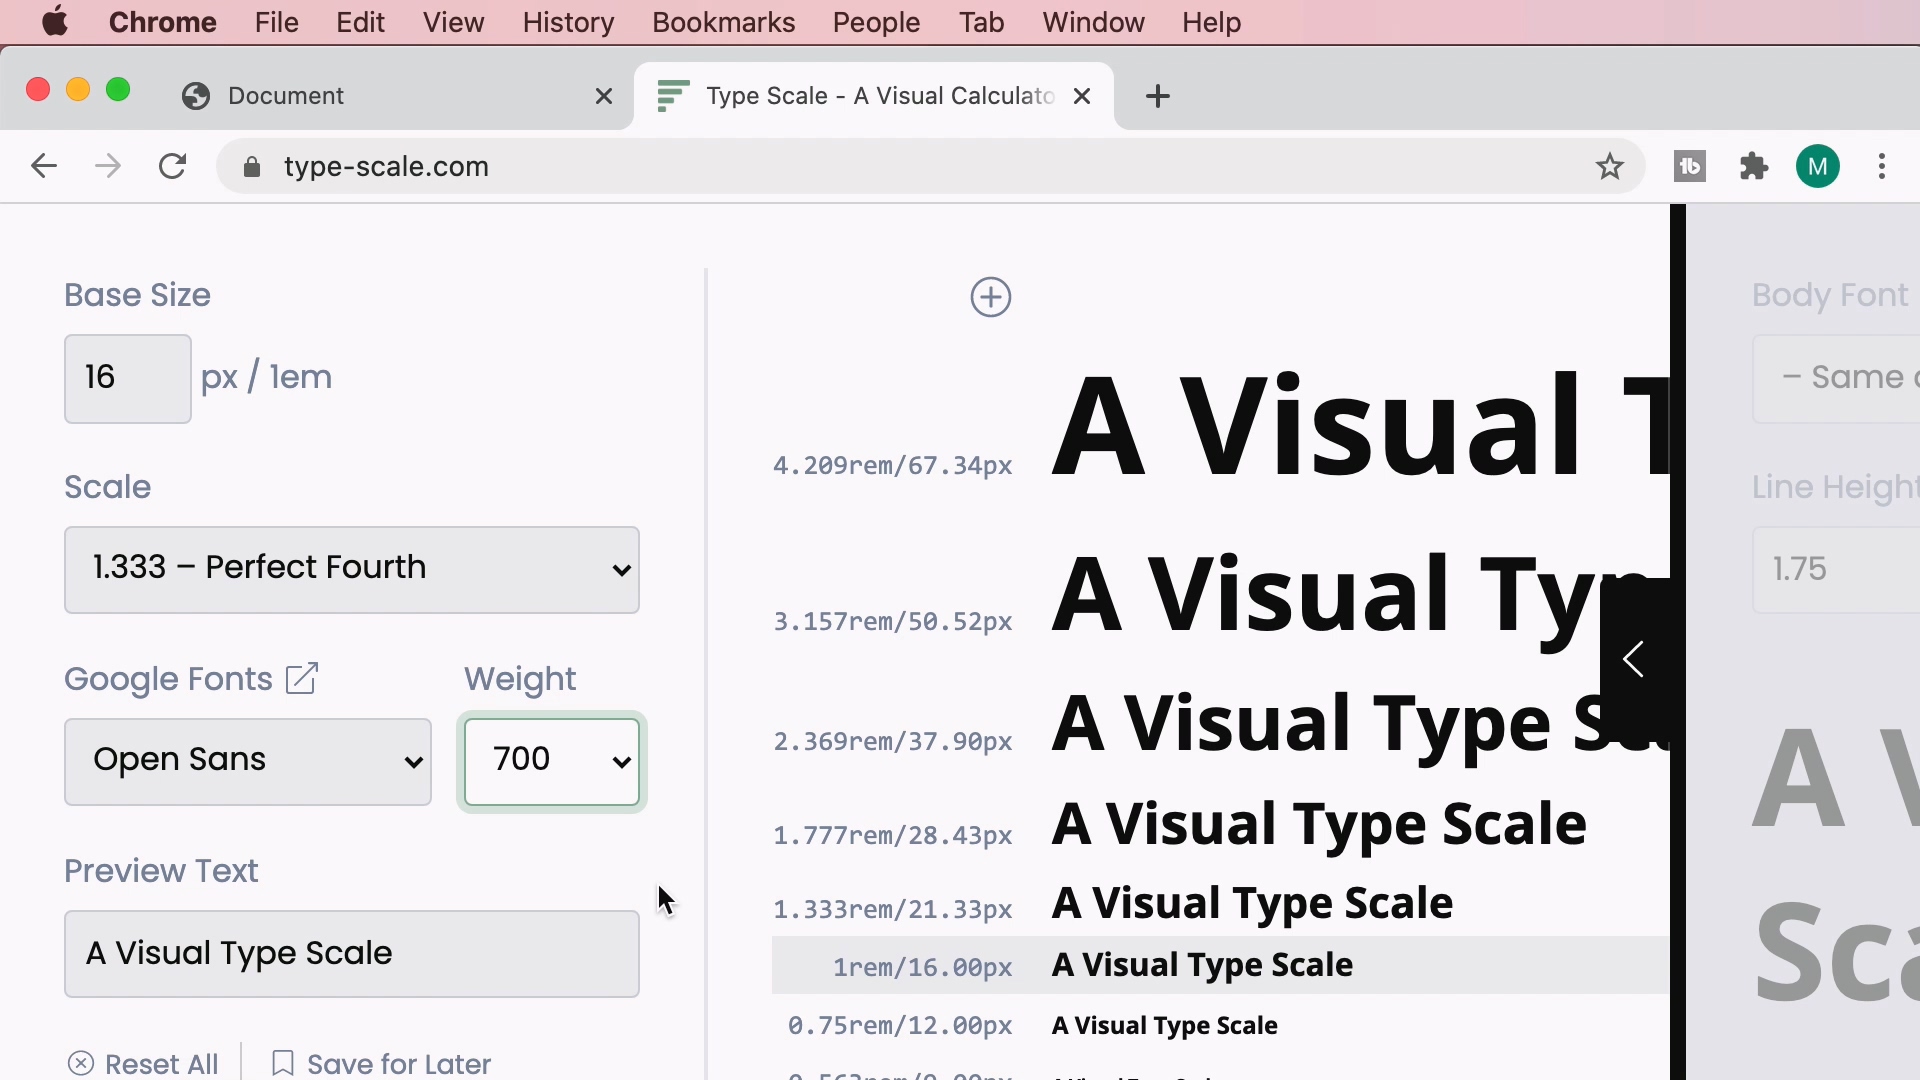 Chrome File Edit View History Bookmarks People Tab Window Help
Document
Type Scale - A Visual Calculato
type-scale.com
M
Base Size
16 px / 1em
Scale
1.333 – Perfect Fourth
Google Fonts Weight
Open Sans 700
Preview Text
A Visual Type Scale
Reset All Save for Later
4.209rem/67.34px A Visual T
3.157rem/50.52px A Visual Typ
2.369rem/37.90px A Visual Type Sca
1.777rem/28.43px A Visual Type Scale
1.333rem/21.33px A Visual Type Scale
1rem/16.00px A Visual Type Scale
0.75rem/12.00px A Visual Type Scale
Body Font
– Same
Line Height
1.75
A V
Sca